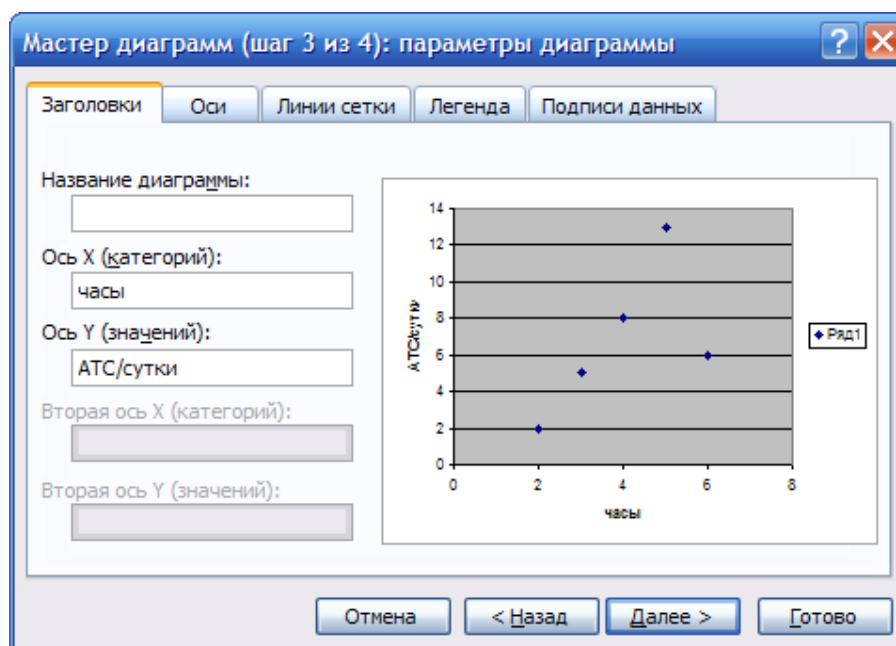 Мастер диаграмм (шаг 3 из 4): параметры диаграммы
Заголовки Оси Линии сетки Легенда Подписи данных
Название диаграммы:
Ось X (категорий):
часы
Ось Y (значений):
АТС/сутки
Вторая ось X (категорий):
Вторая ось Y (значений):
14
12
10
8
6
4
2
0
АТС/сутки
0 2 4 6 8
часы
Ряд1
Отмена < Назад Далее > Готово